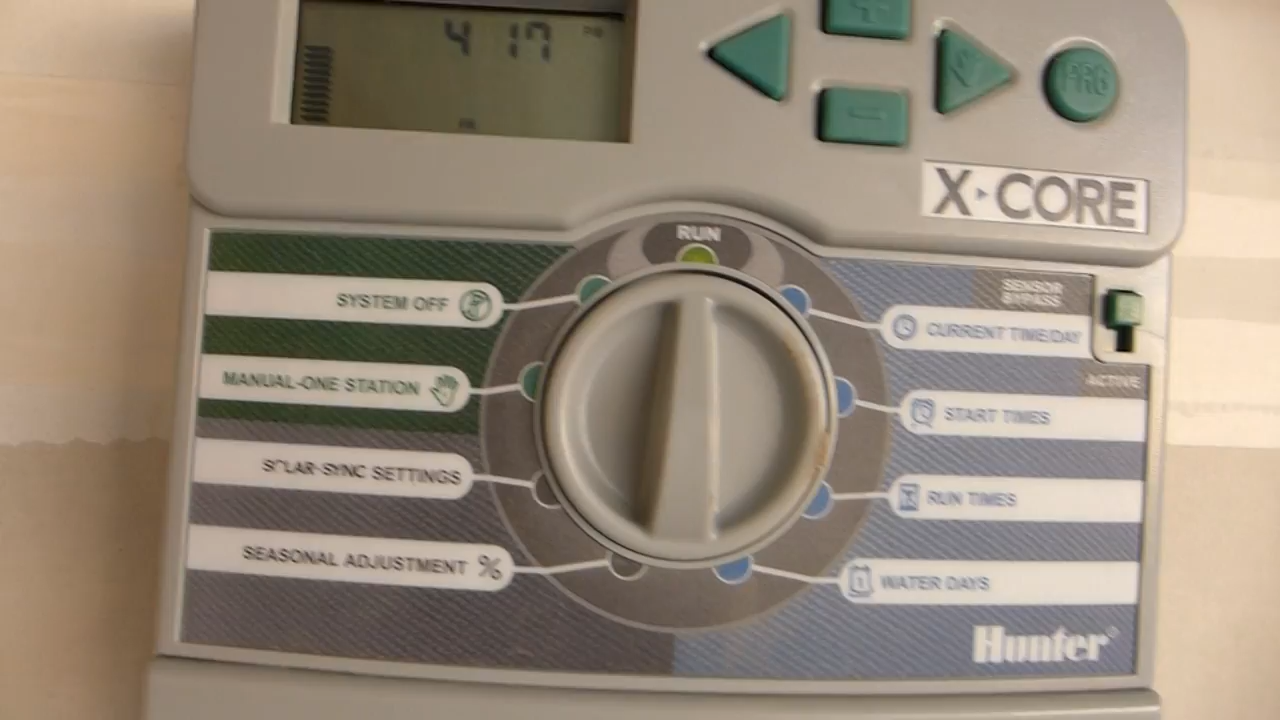 4 17
PRG
X-CORE
RUN
SENSOR
BYPASS
SYSTEM OFF
CURRENT TIME/DAY
MANUAL-ONE STATION
ACTIVE
START TIMES
SOLAR-SYNC SETTINGS
RUN TIMES
SEASONAL ADJUSTMENT %
WATER DAYS
Hunter®